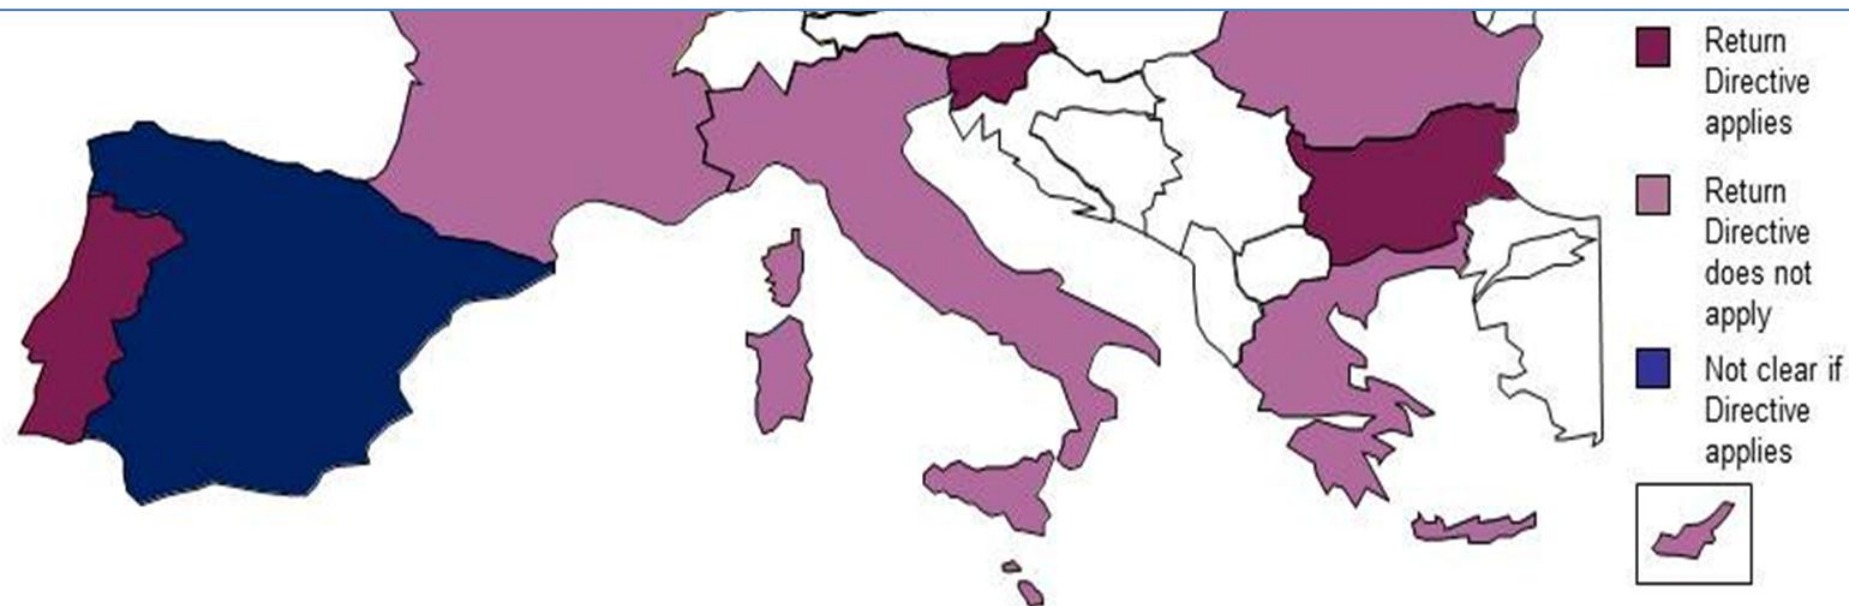 Return
Directive
applies
Return
Directive
does not
apply
Not clear if
Directive
applies